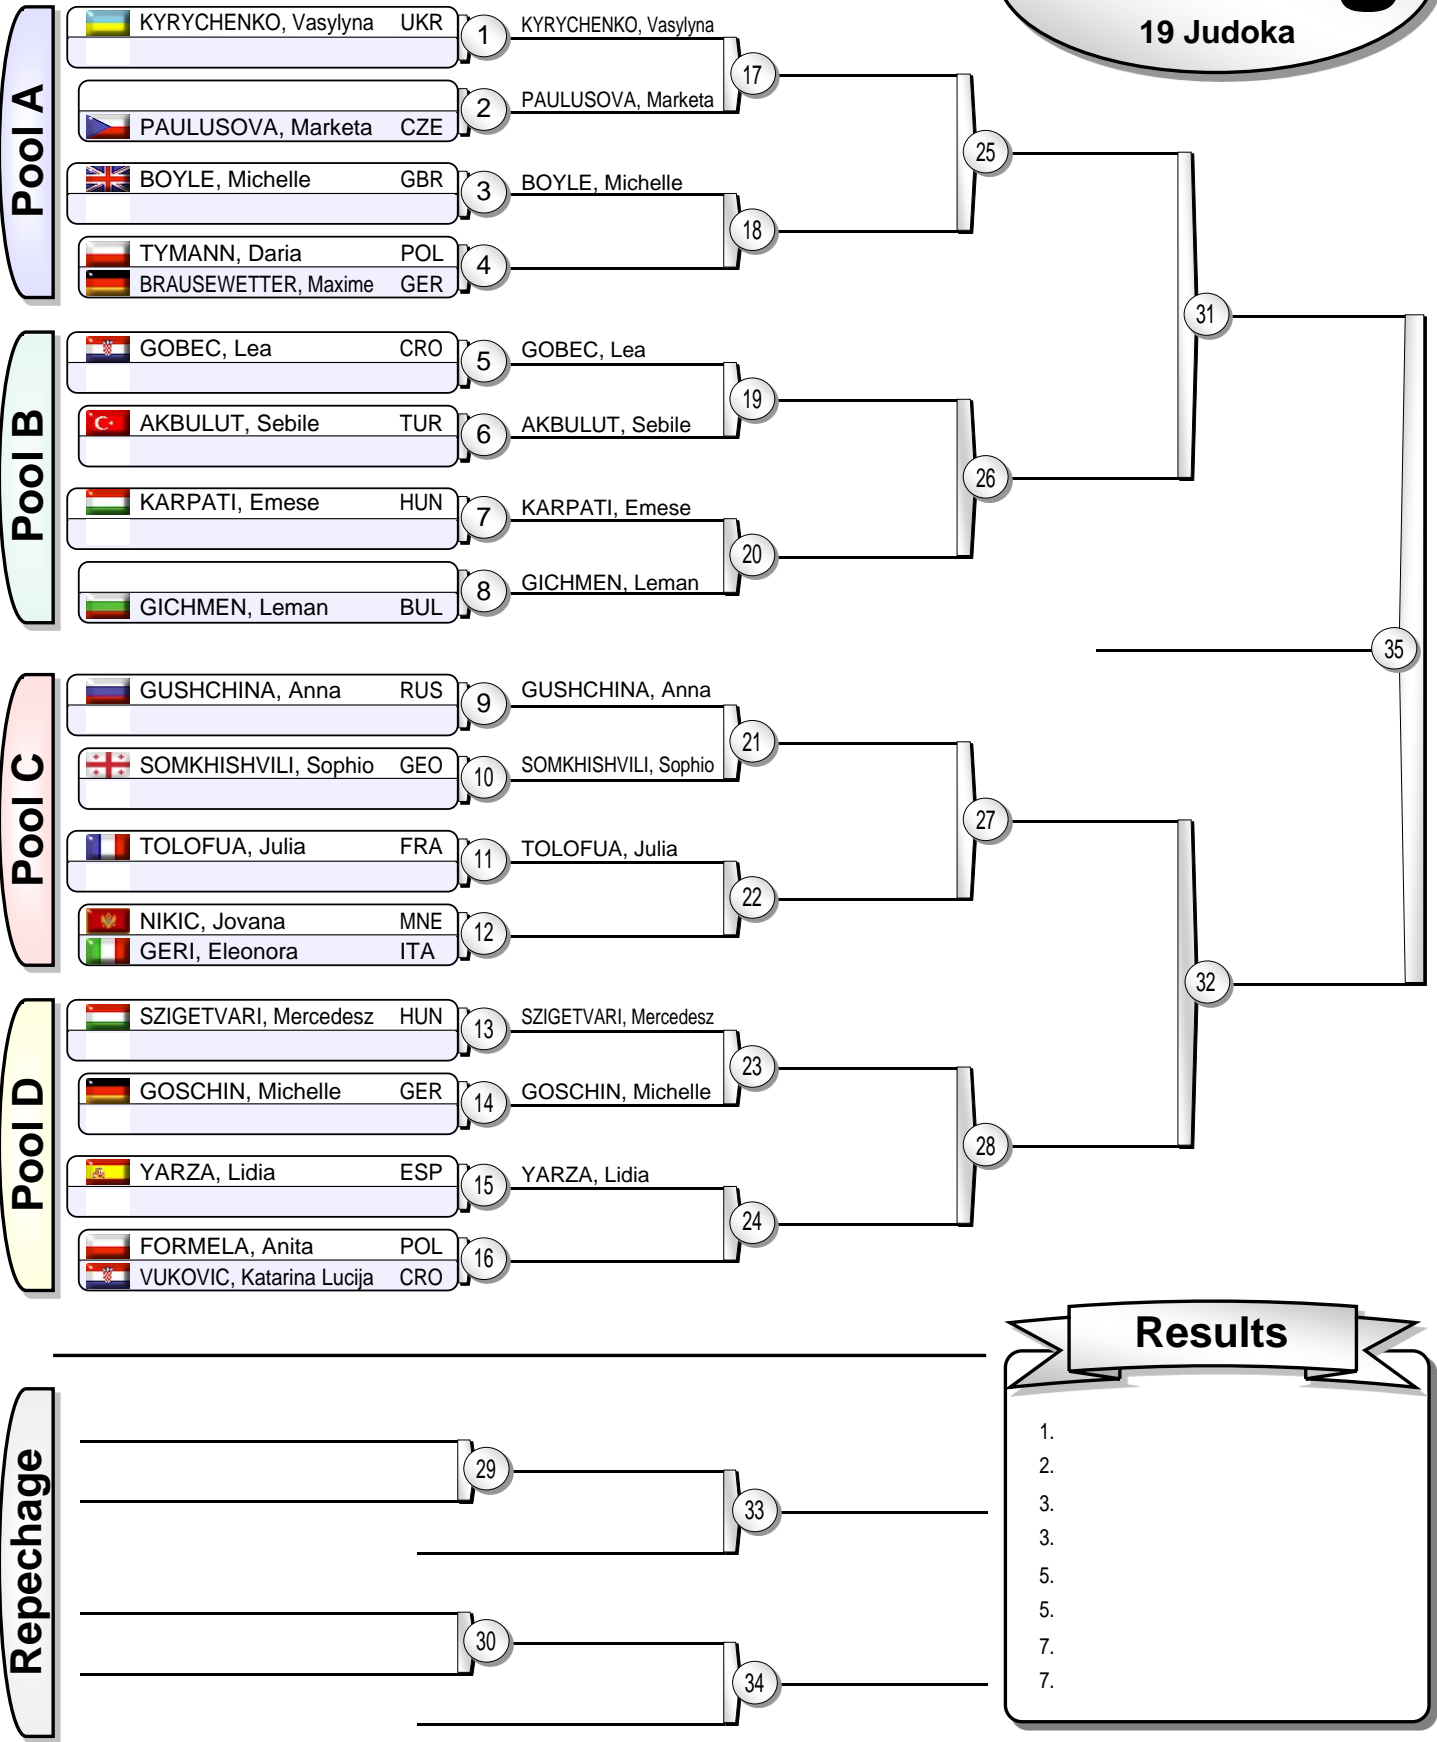 19 Judoka
Pool A
KYRYCHENKO, Vasylyna UKR 1 KYRYCHENKO, Vasylyna
17
2 PAULUSOVA, Marketa
PAULUSOVA, Marketa CZE
25
BOYLE, Michelle GBR 3 BOYLE, Michelle
18
TYMANN, Daria POL 4
BRAUSEWETTER, Maxime GER
31
Pool B
GOBEC, Lea CRO 5 GOBEC, Lea
19
AKBULUT, Sebile TUR 6 AKBULUT, Sebile
26
KARPATI, Emese HUN 7 KARPATI, Emese
20
8 GICHMEN, Leman
GICHMEN, Leman BUL
35
Pool C
GUSHCHINA, Anna RUS 9 GUSHCHINA, Anna
21
SOMKHISHVILI, Sophio GEO 10 SOMKHISHVILI, Sophio
27
TOLOFUA, Julia FRA 11 TOLOFUA, Julia
22
NIKIC, Jovana MNE 12
GERI, Eleonora ITA
32
Pool D
SZIGETVARI, Mercedesz HUN 13 SZIGETVARI, Mercedesz
23
GOSCHIN, Michelle GER 14 GOSCHIN, Michelle
28
YARZA, Lidia ESP 15 YARZA, Lidia
24
FORMELA, Anita POL 16
VUKOVIC, Katarina Lucija CRO
Repechage
29
33
30
34
Results
1.
2.
3.
3.
5.
5.
7.
7.